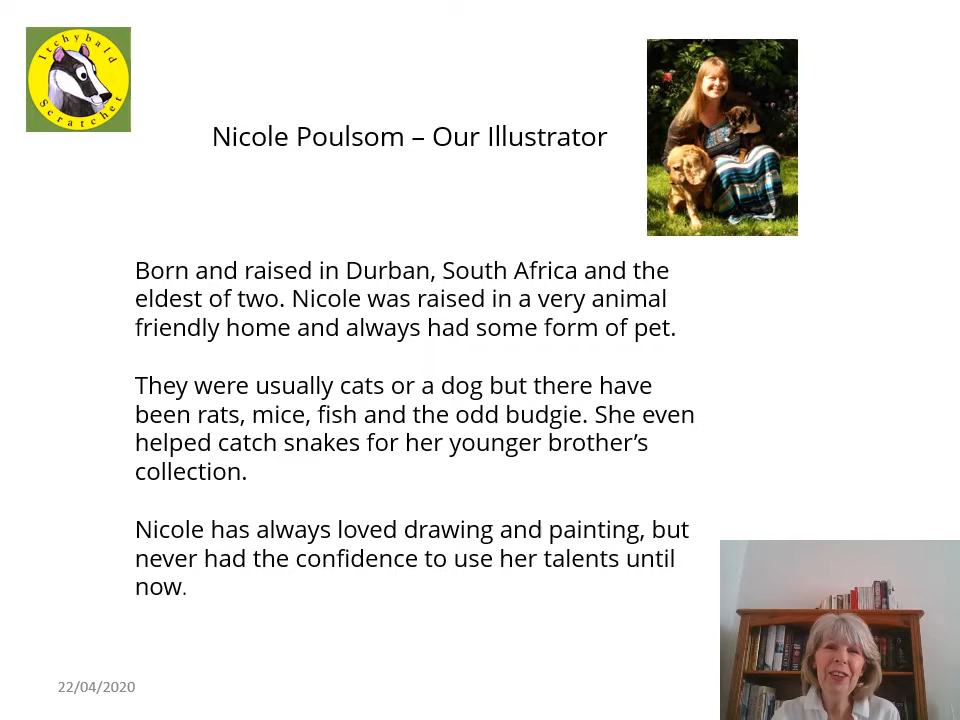 Itchybald
Scratchet
Nicole Poulsom – Our Illustrator
Born and raised in Durban, South Africa and the
eldest of two. Nicole was raised in a very animal
friendly home and always had some form of pet.
They were usually cats or a dog but there have
been rats, mice, fish and the odd budgie. She even
helped catch snakes for her younger brother’s
collection.
Nicole has always loved drawing and painting, but
never had the confidence to use her talents until
now.
22/04/2020